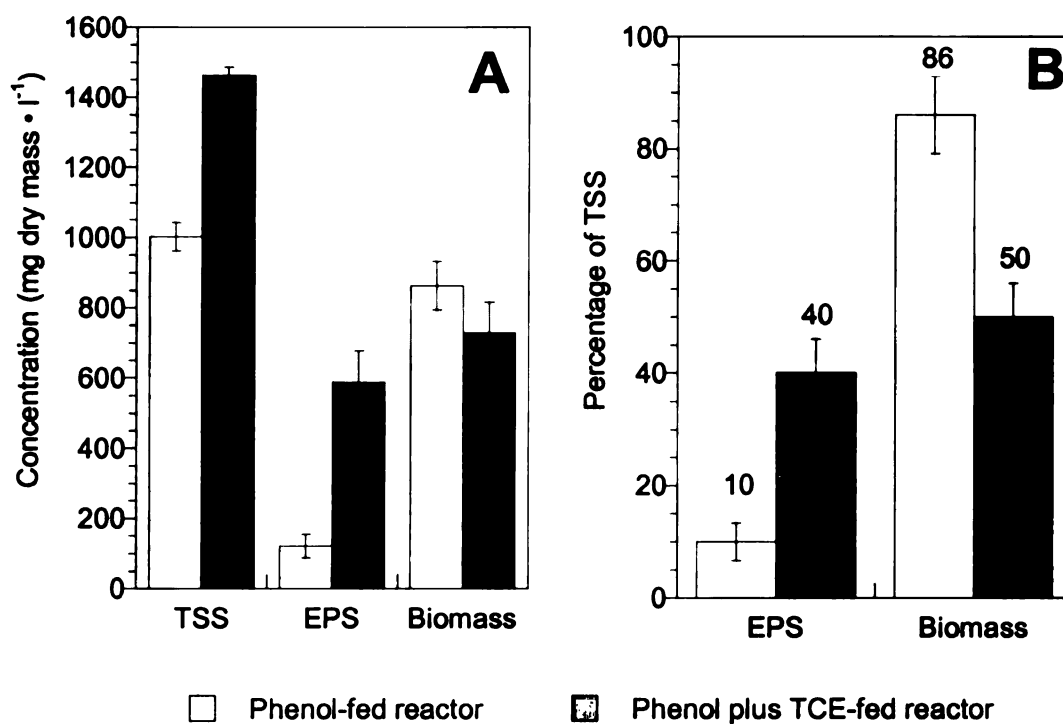 A
Concentration (mg dry mass • l⁻¹)
1600
1400
1200
1000
800
600
400
200
0
TSS EPS Biomass
B
Percentage of TSS
100
80
60
40
20
0
10
40
86
50
EPS Biomass
Phenol-fed reactor
Phenol plus TCE-fed reactor